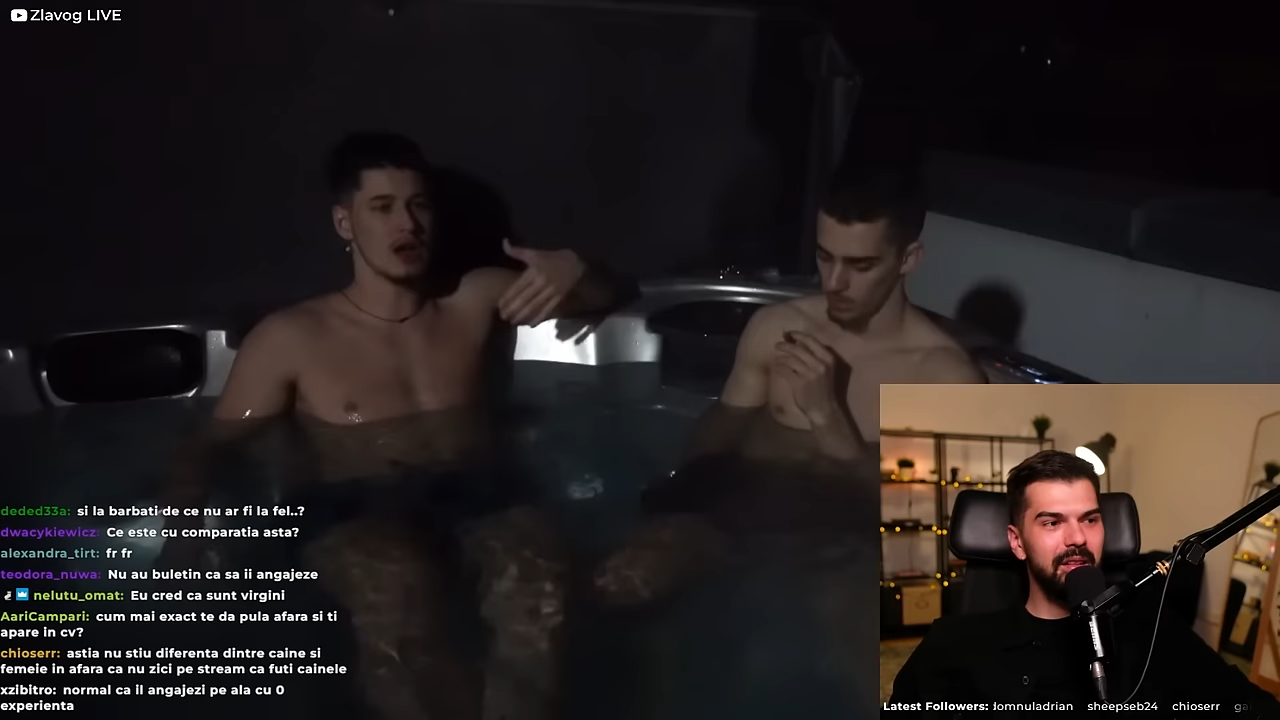 Zlavog LIVE
deded33a: si la barbati de ce nu ar fi la fel..?
dwacykiewicz: Ce este cu comparatia asta?
alexandra_tirt: fr fr
teodora_nuwa: Nu au buletin ca sa ii angajeze
nelutu_omat: Eu cred ca sunt virgini
AariCampari: cum mai exact te da pula afara si ti
apare in cv?
chioserr: astia nu stiu diferenta dintre caine si
femeie in afara ca nu zici pe stream ca futi cainele
xzibitro: normal ca il angajezi pe ala cu 0
experienta
Latest Followers: sheepseb24 chioserr